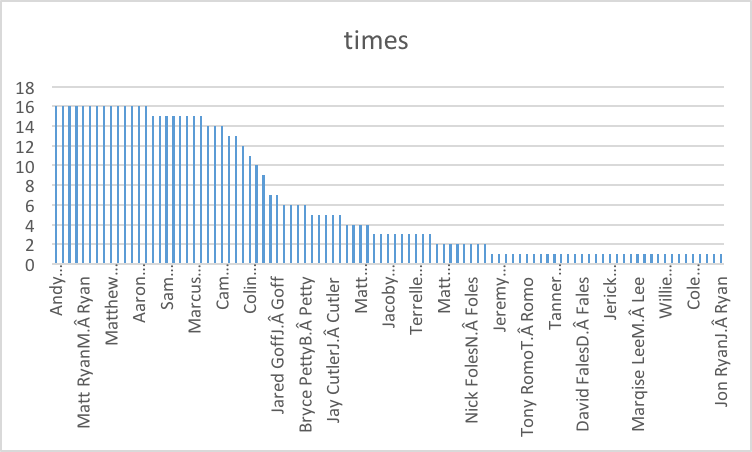 times
18
16
14
12
10
8
6
4
2
0
Andy…
Matt RyanM.Â Ryan
Matthew…
Aaron…
Sam…
Marcus…
Cam…
Colin…
Jared GoffJ.Â Goff
Bryce PettyB.Â Petty
Jay CutlerJ.Â Cutler
Matt…
Jacoby…
Terrelle…
Matt…
Nick FolesN.Â Foles
Jeremy…
Tony RomoT.Â Romo
Tanner…
David FalesD.Â Fales
Jerick…
Marqise LeeM.Â Lee
Willie…
Cole…
Jon RyanJ.Â Ryan